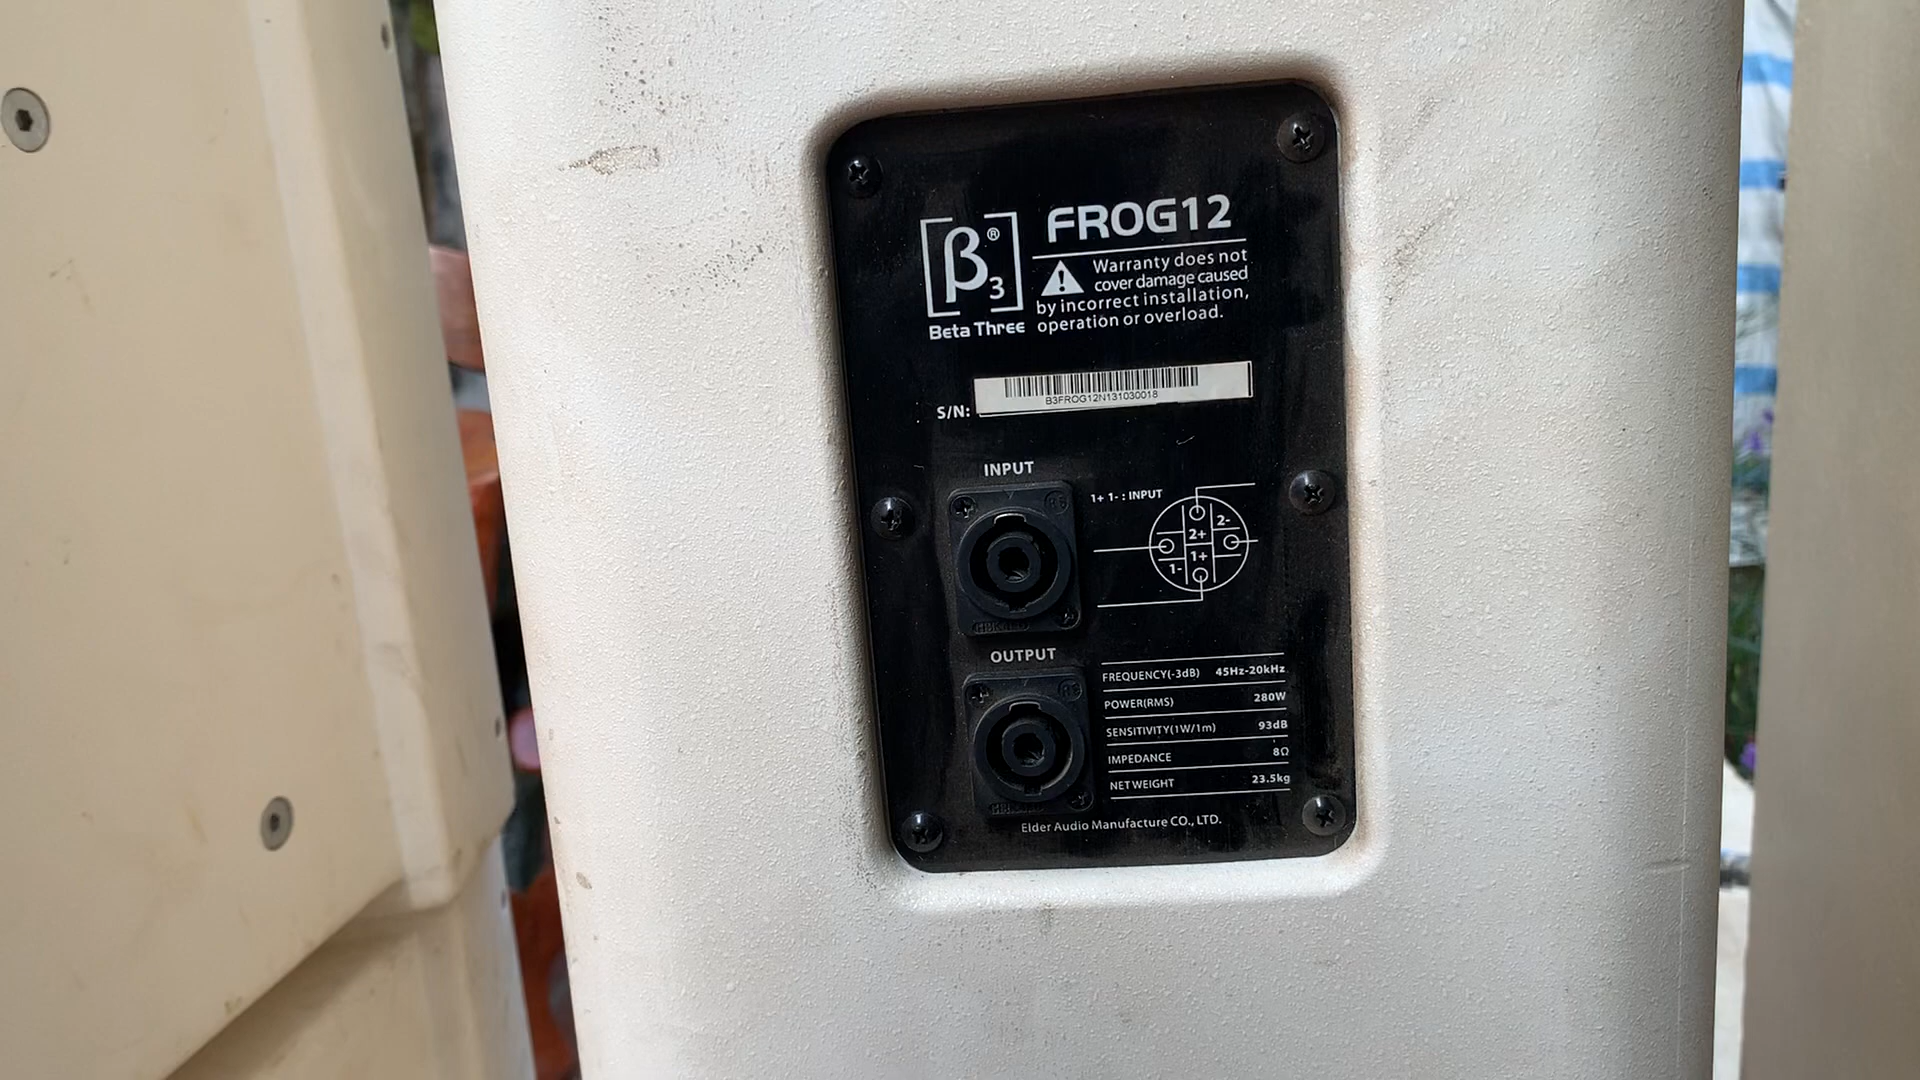 β® 3
Beta Three
FROG12
Warranty does not
cover damage caused
by incorrect installation,
operation or overload.
S/N:
B3FROG12N131030018
INPUT
1+ 1- : INPUT
2-
2+
1+
1-
OUTPUT
FREQUENCY(-3dB) 45Hz-20kHz
POWER(RMS) 280W
SENSITIVITY(1W/1m) 93dB
IMPEDANCE 8Ω
NET WEIGHT 23.5kg
Elder Audio Manufacture CO., LTD.